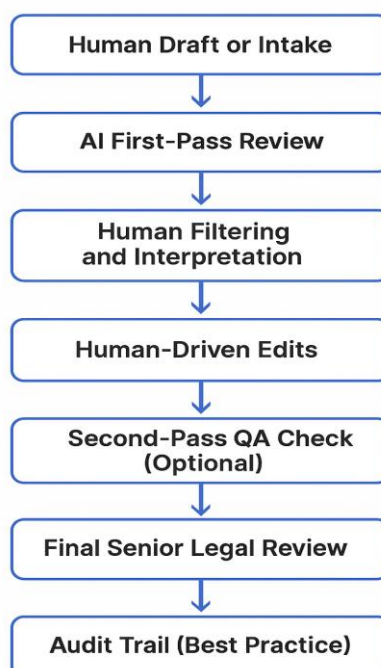 Human Draft or Intake
AI First-Pass Review
Human Filtering
and Interpretation
Human-Driven Edits
Second-Pass QA Check
(Optional)
Final Senior Legal Review
Audit Trail (Best Practice)